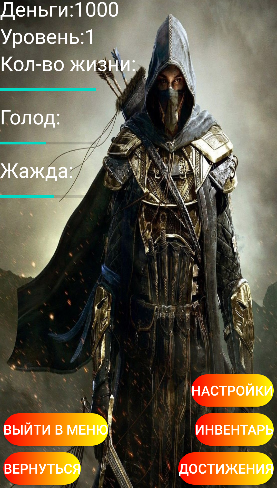 Деньги:1000
Уровень:1
Кол-во жизни:
Голод:
Жажда:
НАСТРОЙКИ
ВЫЙТИ В МЕНЮ
ИНВЕНТАРЬ
ВЕРНУТЬСЯ
ДОСТИЖЕНИЯ